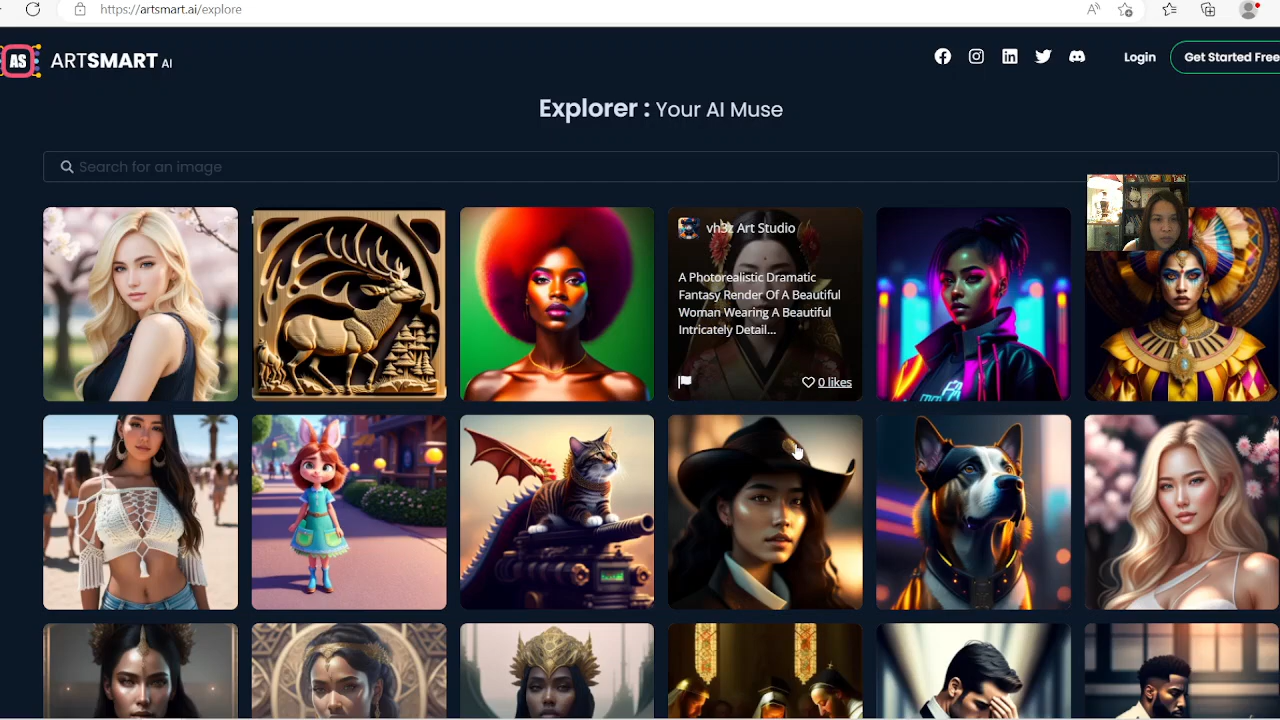 https://artsmart.ai/explore
AS ARTSMART AI
Login
Get Started Free
Explorer : Your AI Muse
Search for an image
vh3z Art Studio
A Photorealistic Dramatic
Fantasy Render Of A Beautiful
Woman Wearing A Beautiful
Intricately Detail...
0 likes